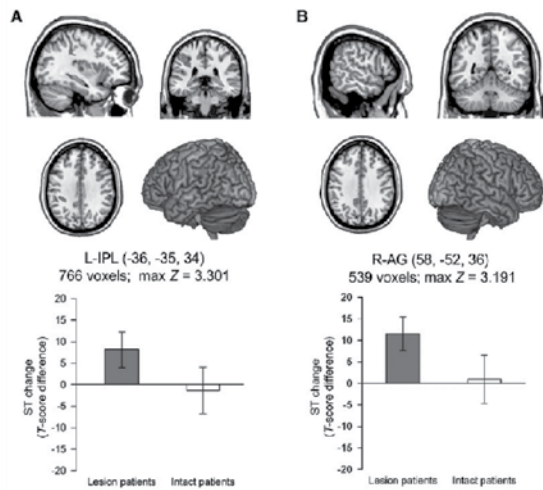 A
L-IPL (-36, -35, 34)
766 voxels; max Z = 3.301
ST change
(T-score difference)
20
15
10
5
0
-5
-10
-15
-20
Lesion patients
Intact patients
B
R-AG (58, -52, 36)
539 voxels; max Z = 3.191
ST change
(T-score difference)
20
15
10
5
0
-5
-10
-15
-20
Lesion patients
Intact patients